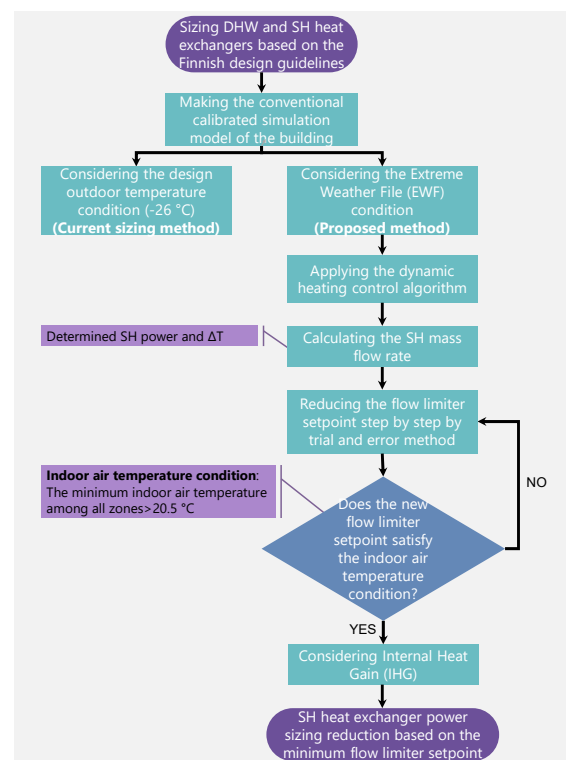 Sizing DHW and SH heat
exchangers based on the
Finnish design guidelines
Making the conventional
calibrated simulation
model of the building
Considering the design
outdoor temperature
condition (-26 °C)
(Current sizing method)
Considering the Extreme
Weather File (EWF)
condition
(Proposed method)
Applying the dynamic
heating control algorithm
Determined SH power and ΔT
Calculating the SH mass
flow rate
Reducing the flow limiter
setpoint step by step by
trial and error method
Indoor air temperature condition:
The minimum indoor air temperature
among all zones>20.5 °C
Does the new
flow limiter
setpoint satisfy
the indoor air
temperature
condition?
NO
YES
Considering Internal Heat
Gain (IHG)
SH heat exchanger power
sizing reduction based on the
minimum flow limiter setpoint